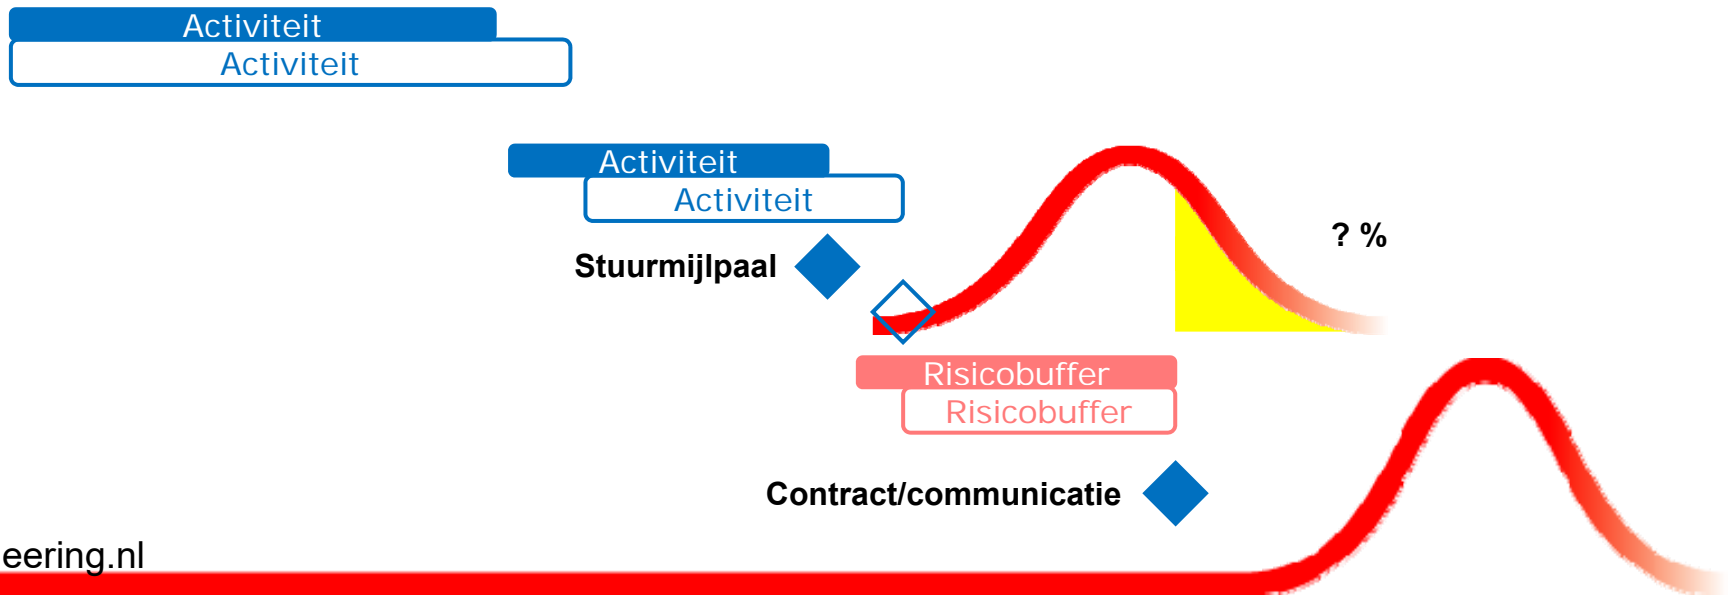 Activiteit
Activiteit
Activiteit
Activiteit
? %
Stuurmijlpaal
Risicobuffer
Risicobuffer
Contract/communicatie
eering.nl